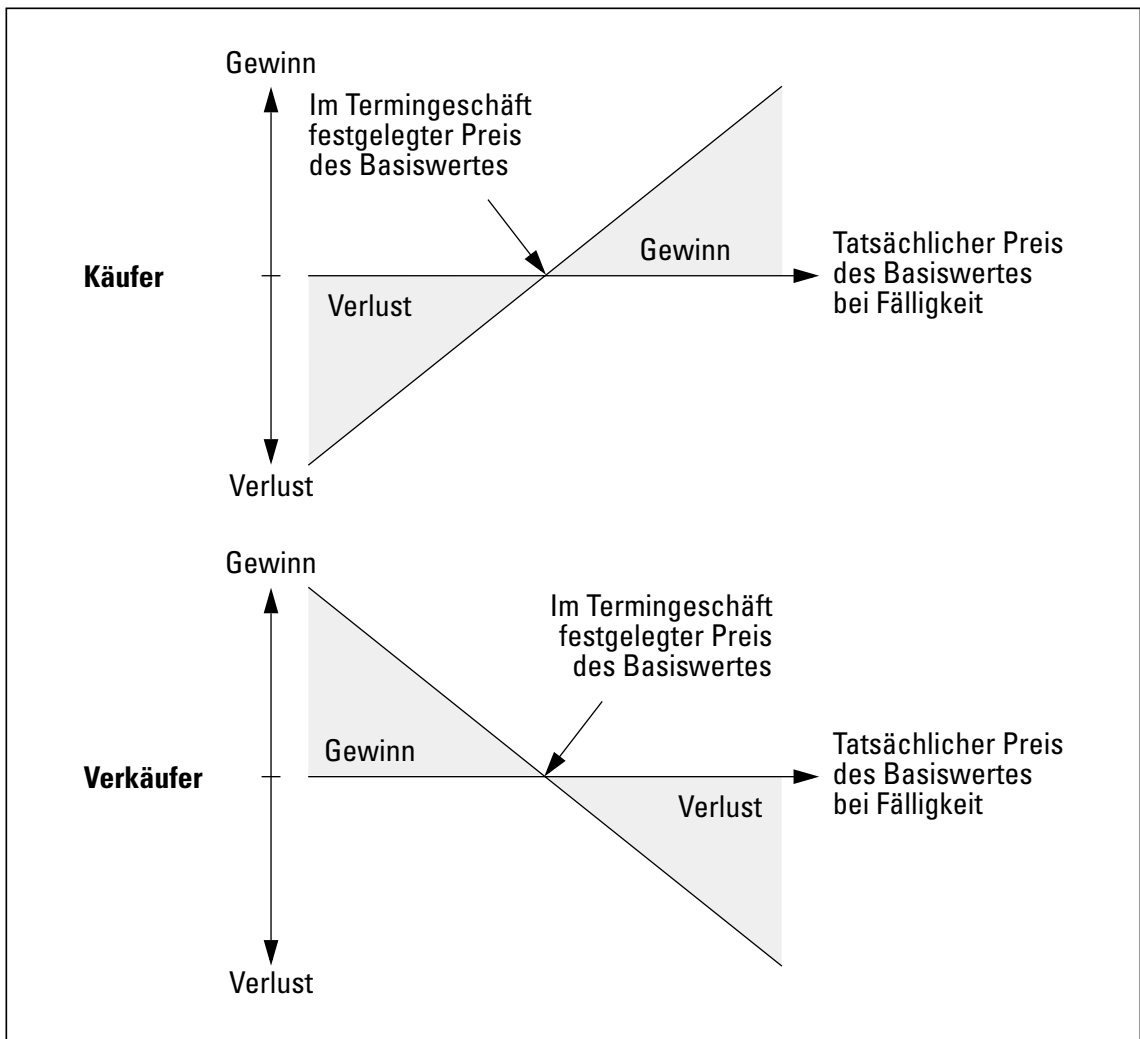 Gewinn
Im Termingeschäft
festgelegter Preis
des Basiswertes
Gewinn
Tatsächlicher Preis
des Basiswertes
bei Fälligkeit
Käufer
Verlust
Verlust
Gewinn
Im Termingeschäft
festgelegter Preis
des Basiswertes
Gewinn
Tatsächlicher Preis
des Basiswertes
bei Fälligkeit
Verkäufer
Verlust
Verlust